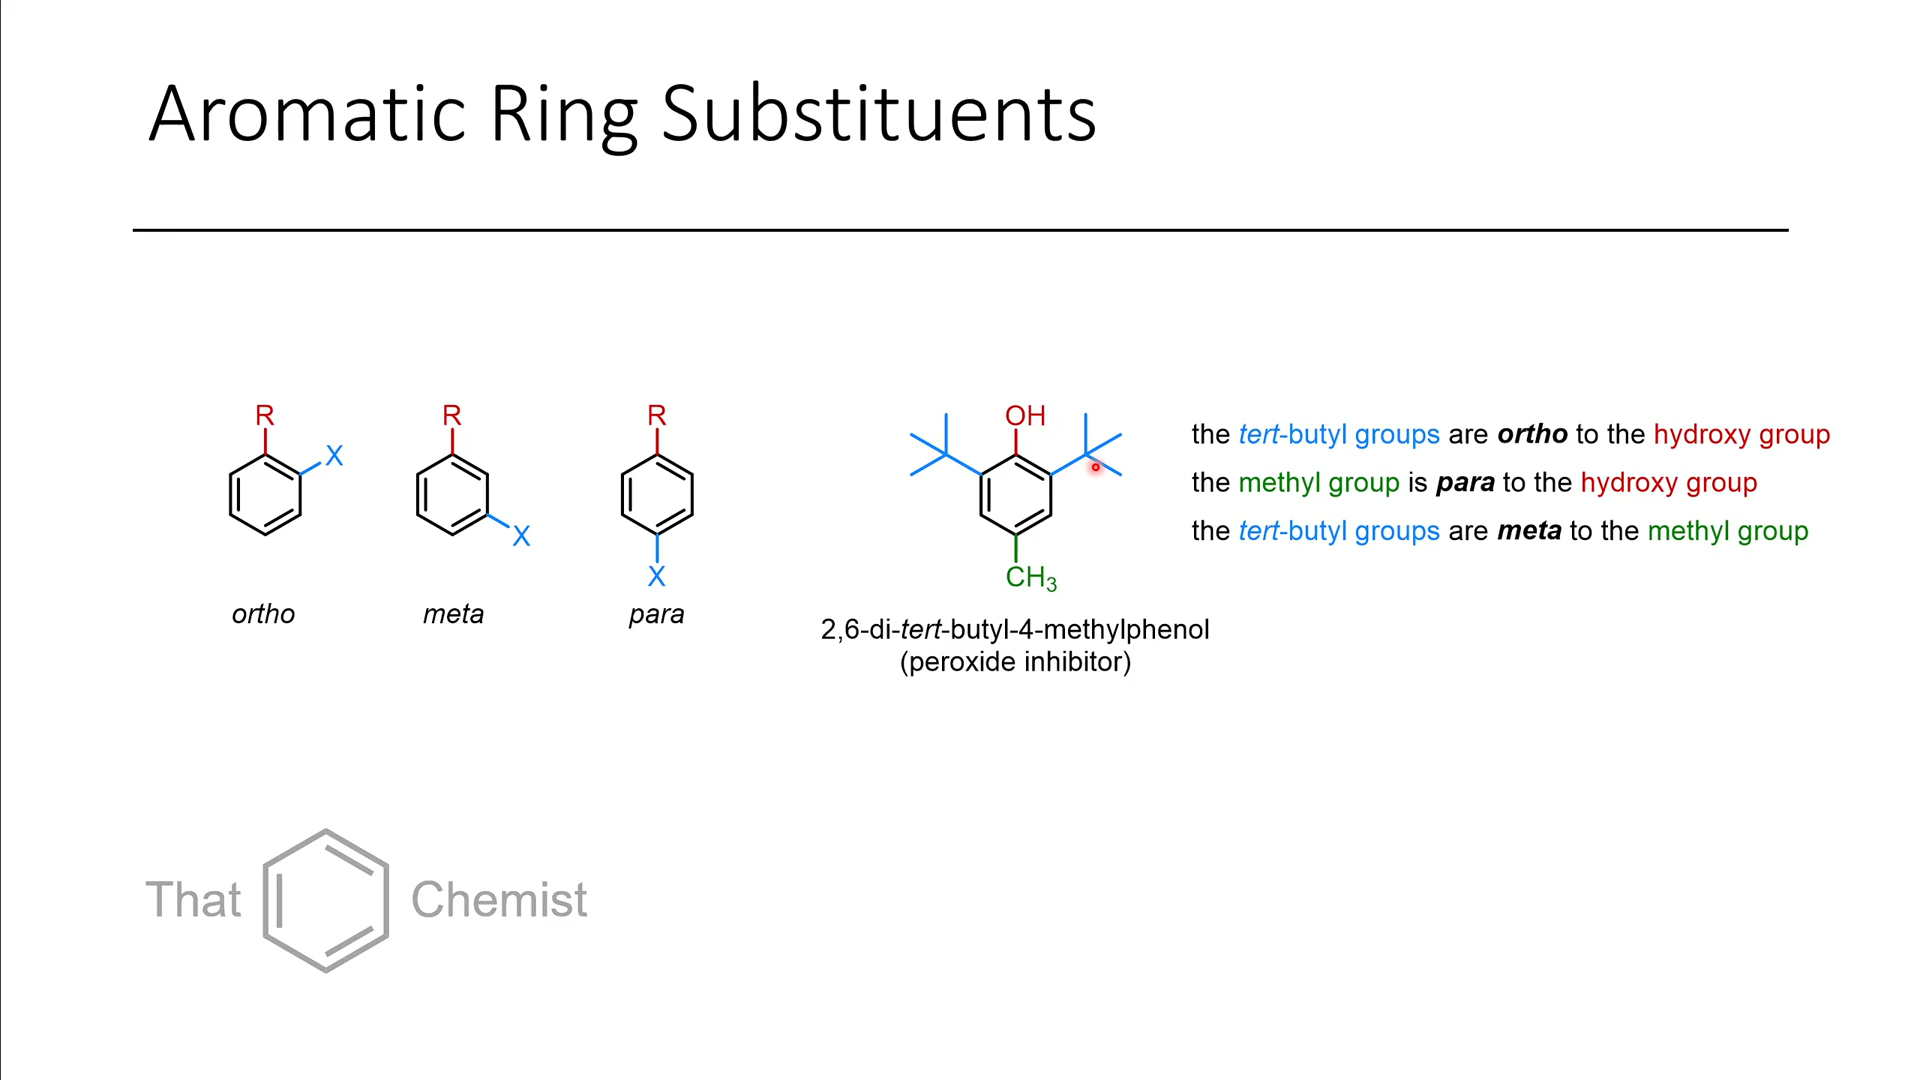 Aromatic Ring Substituents
R
X
ortho
R
X
meta
R
X
para
OH
CH₃
2,6-di-tert-butyl-4-methylphenol
(peroxide inhibitor)
the tert-butyl groups are ortho to the hydroxy group
the methyl group is para to the hydroxy group
the tert-butyl groups are meta to the methyl group
That Chemist